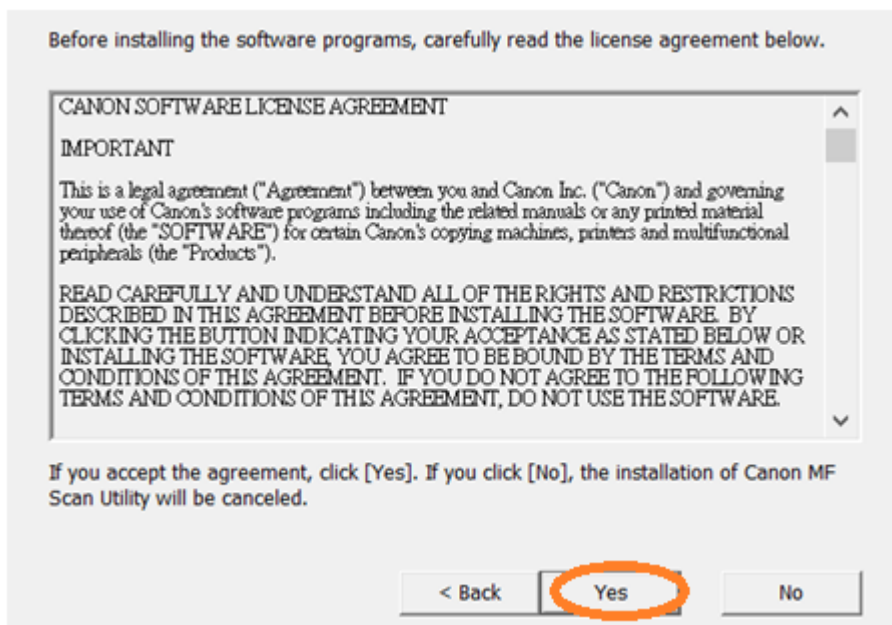 Before installing the software programs, carefully read the license agreement below.
CANON SOFTWARE LICENSE AGREEMENT
IMPORTANT
This is a legal agreement ("Agreement") between you and Canon Inc. ("Canon") and governing
your use of Canon's software programs including the related manuals or any printed material
thereof (the "SOFTWARE") for certain Canon's copying machines, printers and multifunctional
peripherals (the "Products").
READ CAREFULLY AND UNDERSTAND ALL OF THE RIGHTS AND RESTRICTIONS
DESCRIBED IN THIS AGREEMENT BEFORE INSTALLING THE SOFTWARE. BY
CLICKING THE BUTTON INDICATING YOUR ACCEPTANCE AS STATED BELOW OR
INSTALLING THE SOFTWARE, YOU AGREE TO BE BOUND BY THE TERMS AND
CONDITIONS OF THIS AGREEMENT. IF YOU DO NOT AGREE TO THE FOLLOWING
TERMS AND CONDITIONS OF THIS AGREEMENT, DO NOT USE THE SOFTWARE.
If you accept the agreement, click [Yes]. If you click [No], the installation of Canon MF
Scan Utility will be canceled.
< Back Yes No